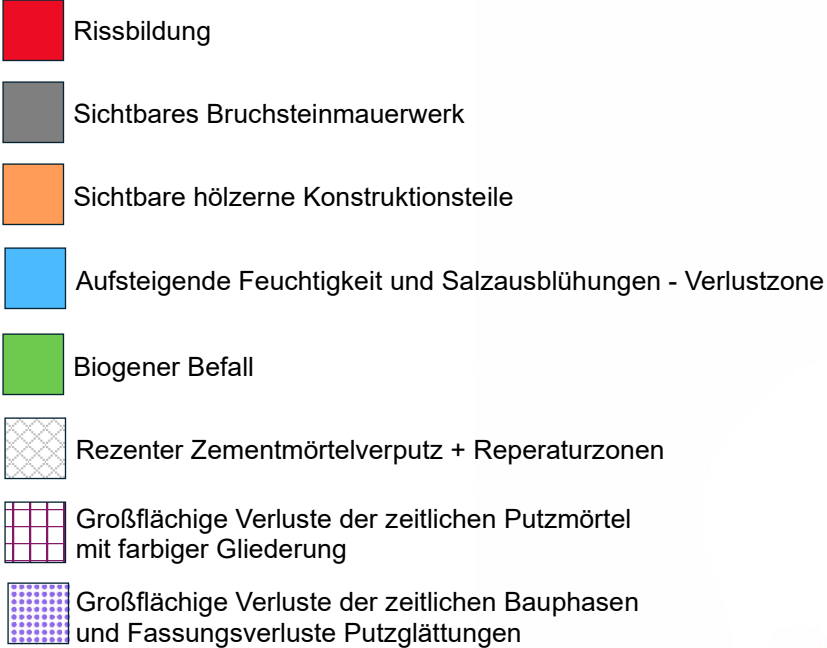 Rissbildung
Sichtbares Bruchsteinmauerwerk
Sichtbare hölzerne Konstruktionsteile
Aufsteigende Feuchtigkeit und Salzausblühungen - Verlustzone
Biogener Befall
Rezenter Zementmörtelverputz + Reperaturzonen
Großflächige Verluste der zeitlichen Putzmörtel
mit farbiger Gliederung
Großflächige Verluste der zeitlichen Bauphasen
und Fassungsverluste Putzglättungen